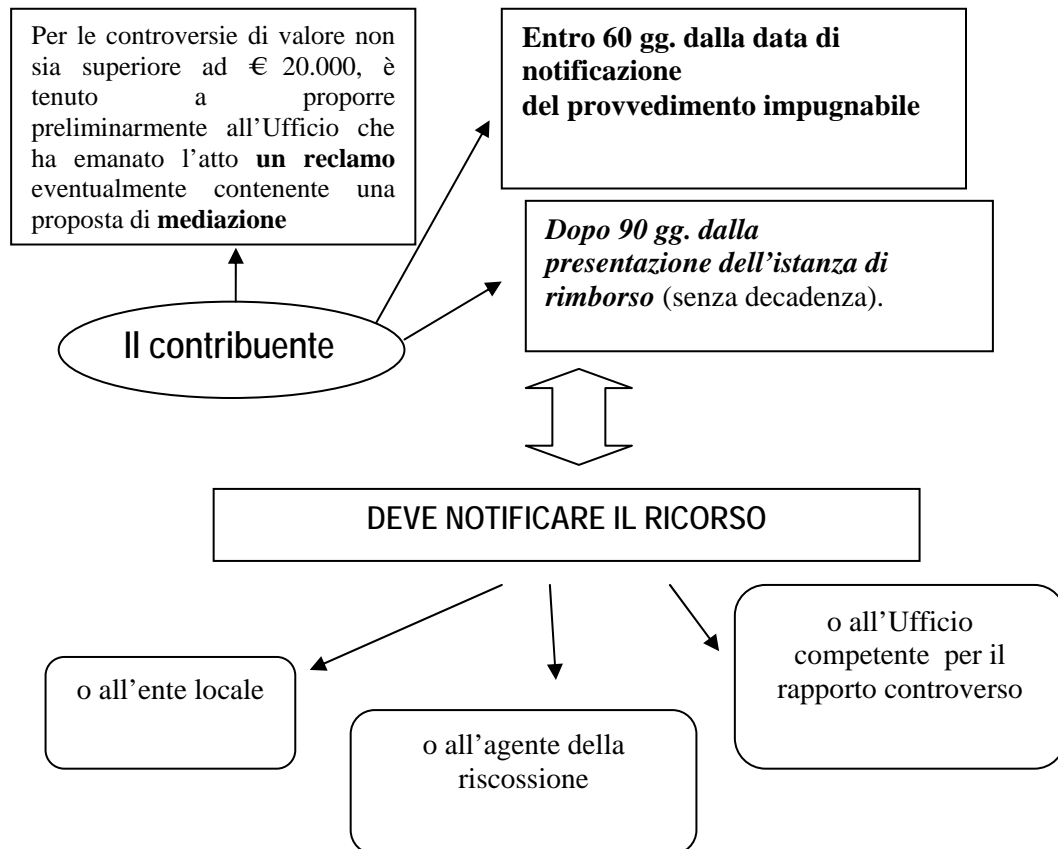 Per le controversie di valore non
sia superiore ad € 20.000, è
tenuto a proporre
preliminarmente all’Ufficio che
ha emanato l’atto un reclamo
eventualmente contenente una
proposta di mediazione
Entro 60 gg. dalla data di
notificazione
del provvedimento impugnabile
Dopo 90 gg. dalla
presentazione dell’istanza di
rimborso (senza decadenza).
Il contribuente
DEVE NOTIFICARE IL RICORSO
o all’ente locale
o all’agente della
riscossione
o all’Ufficio
competente per il
rapporto controverso